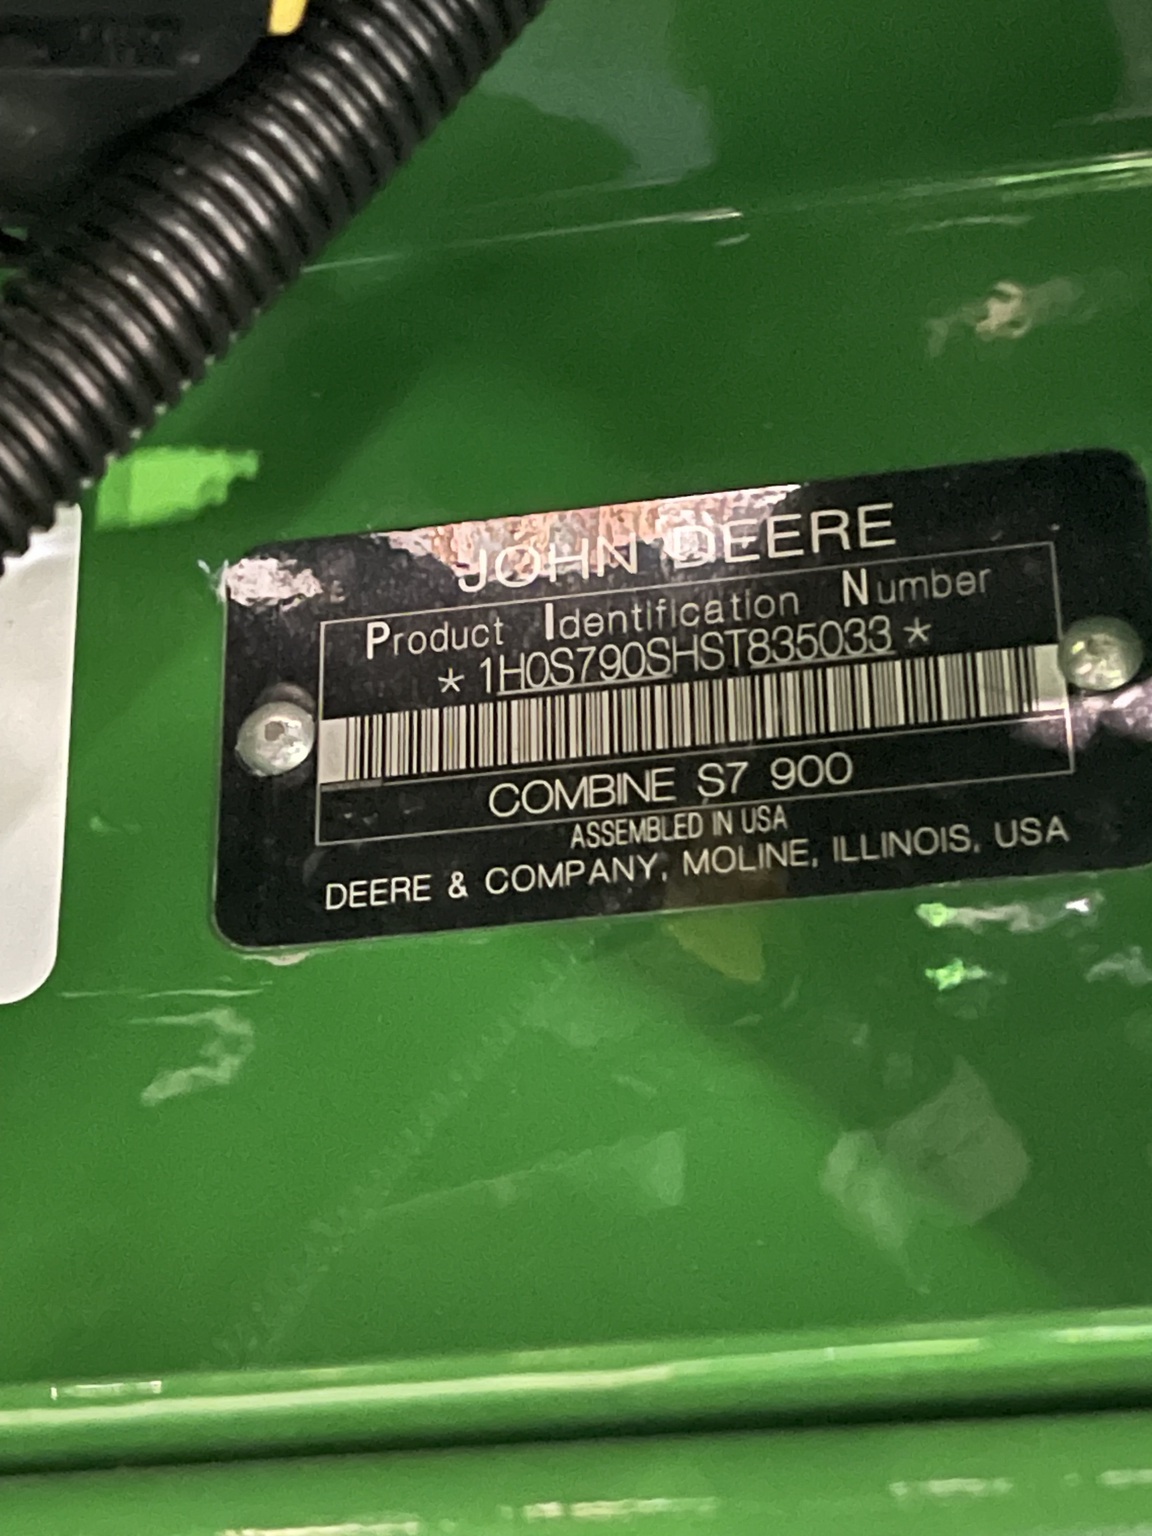 JOHN DEERE
Product Identification Number
* 1H0S790SHST835033 *
COMBINE S7 900
ASSEMBLED IN USA
DEERE & COMPANY, MOLINE, ILLINOIS, USA